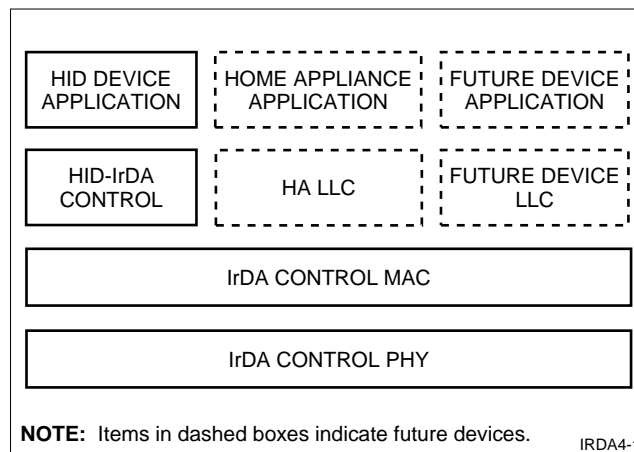 HID DEVICE
APPLICATION
HOME APPLIANCE
APPLICATION
FUTURE DEVICE
APPLICATION
HID-IrDA
CONTROL
HA LLC
FUTURE DEVICE
LLC
IrDA CONTROL MAC
IrDA CONTROL PHY
NOTE: Items in dashed boxes indicate future devices.
IRDA4-